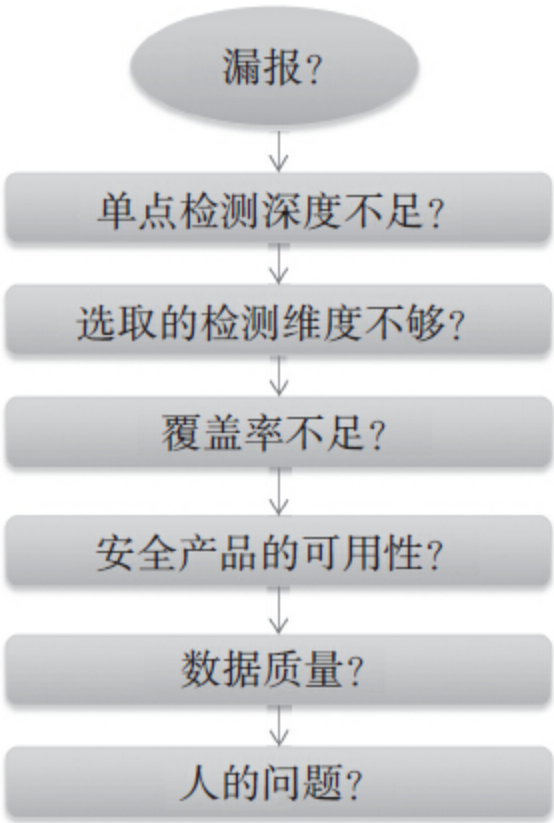 漏报?
单点检测深度不足?
选取的检测维度不够?
覆盖率不足?
安全产品的可用性?
数据质量?
人的问题?